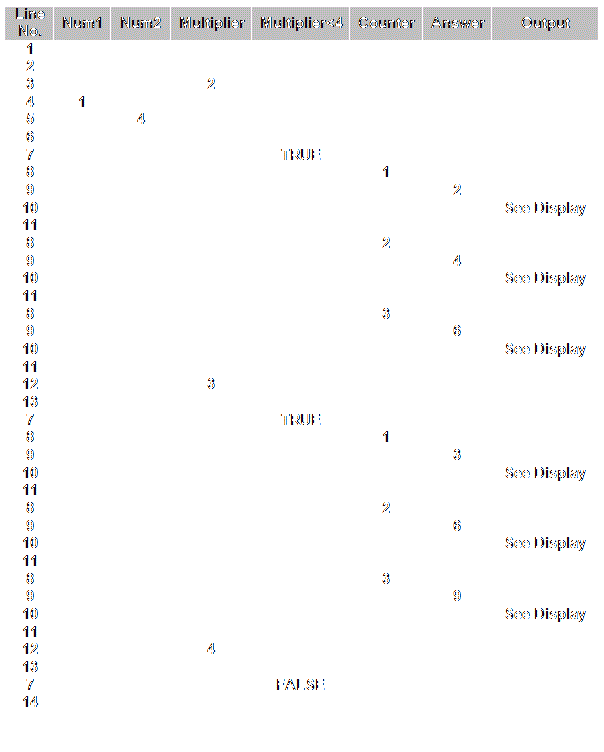 Line No. Num1 Num2 Multiplier Multiplier<4 Counter Answer Output
1
2
3 2
4 1
5 4
6
7 TRUE
8 1
9 2
10 See Display
11
8 2
9 4
10 See Display
11
8 3
9 6
10 See Display
11
12 3
13
7 TRUE
8 1
9 3
10 See Display
11
8 2
9 6
10 See Display
11
8 3
9 9
10 See Display
11
12 4
13
7 FALSE
14